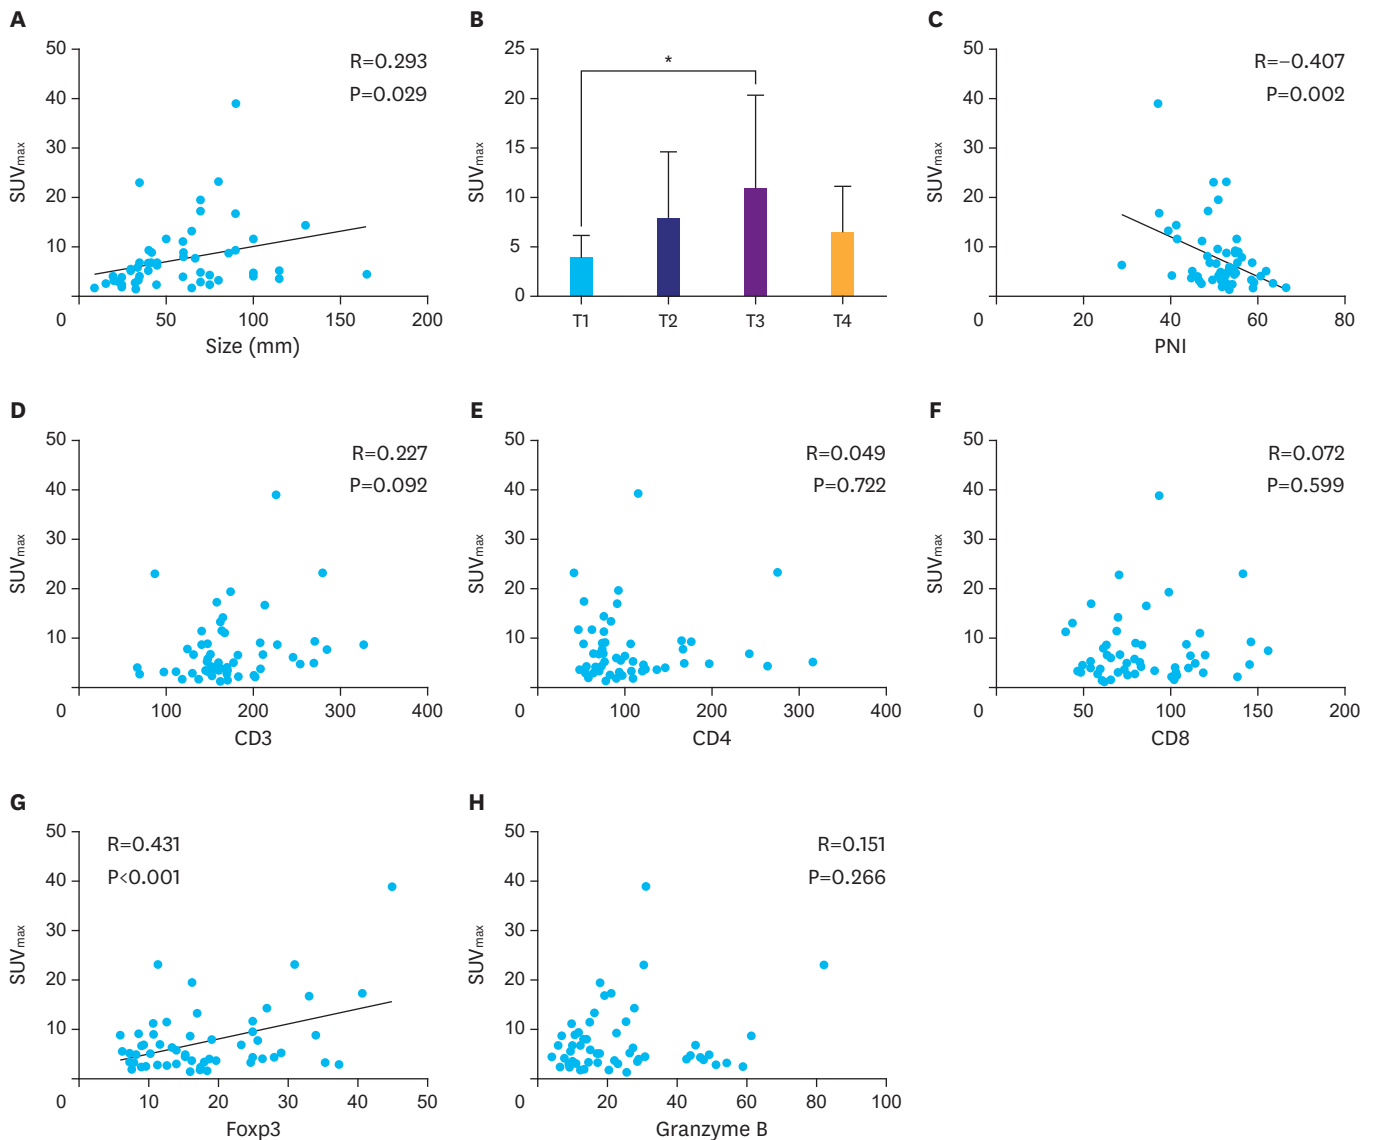 A
SUVmax
50
40
30
20
10
0
50
100
150
200
Size (mm)
R=0.293
P=0.029
B
SUVmax
25
20
15
10
5
0
*
T1
T2
T3
T4
C
SUVmax
50
40
30
20
10
0
20
40
60
80
PNI
R=−0.407
P=0.002
D
SUVmax
50
40
30
20
10
0
100
200
300
400
CD3
R=0.227
P=0.092
E
SUVmax
50
40
30
20
10
0
100
200
300
400
CD4
R=0.049
P=0.722
F
SUVmax
50
40
30
20
10
0
50
100
150
200
CD8
R=0.072
P=0.599
G
SUVmax
50
40
30
20
10
0
10
20
30
40
50
Foxp3
R=0.431
P<0.001
H
SUVmax
50
40
30
20
10
0
20
40
60
80
100
Granzyme B
R=0.151
P=0.266